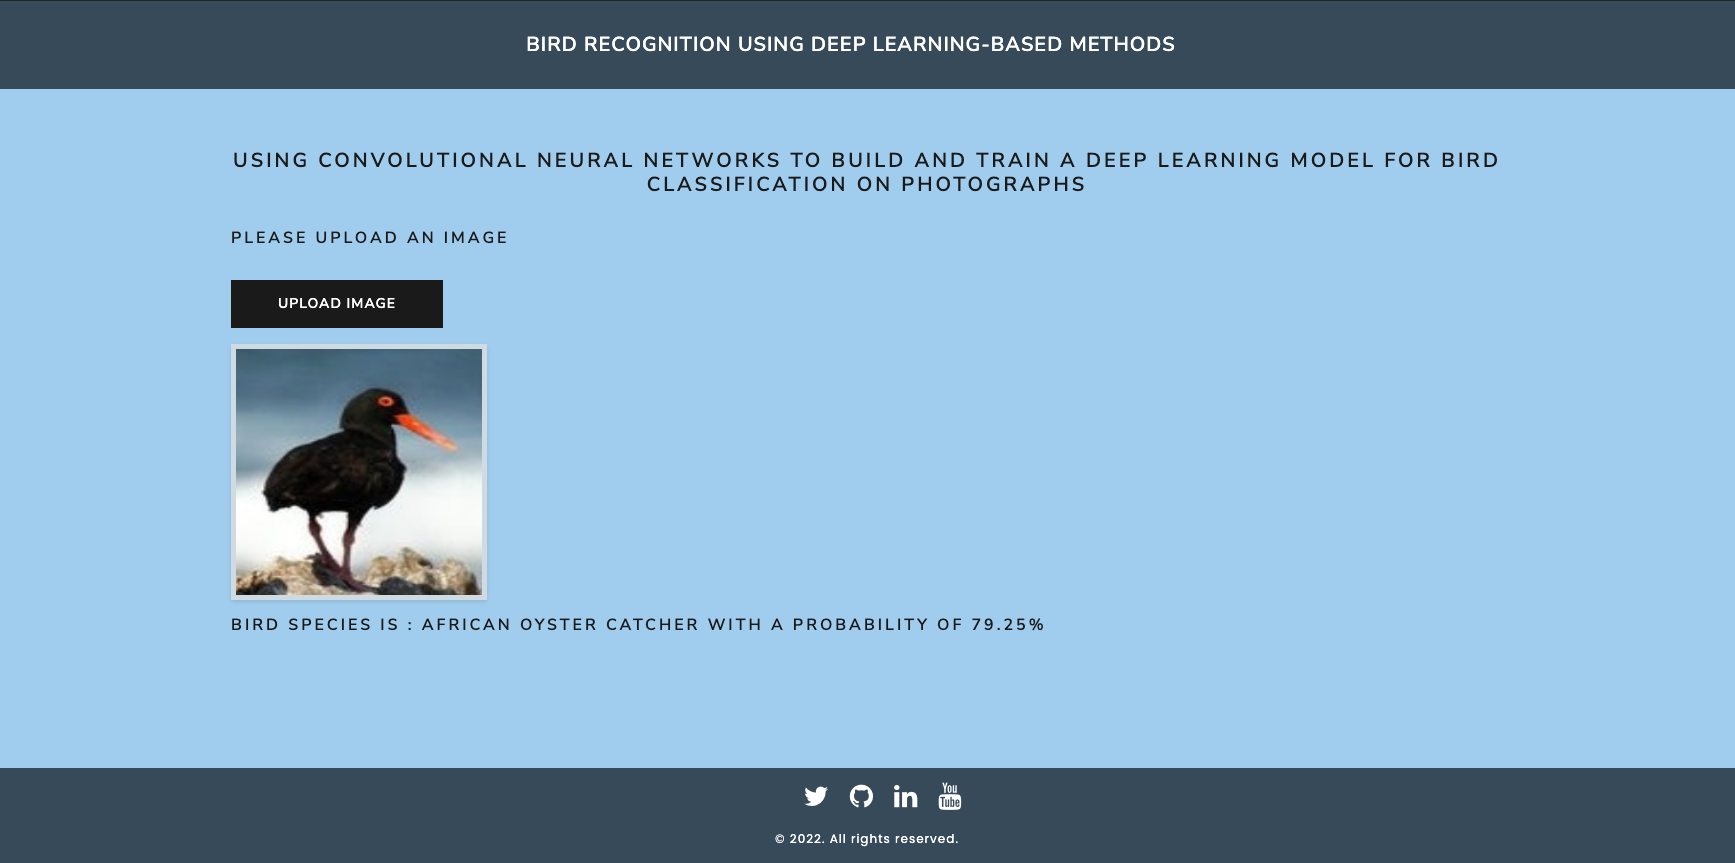 BIRD RECOGNITION USING DEEP LEARNING-BASED METHODS
USING CONVOLUTIONAL NEURAL NETWORKS TO BUILD AND TRAIN A DEEP LEARNING MODEL FOR BIRD
CLASSIFICATION ON PHOTOGRAPHS
PLEASE UPLOAD AN IMAGE
UPLOAD IMAGE
BIRD SPECIES IS : AFRICAN OYSTER CATCHER WITH A PROBABILITY OF 79.25%
in
You
Tube
© 2022. All rights reserved.